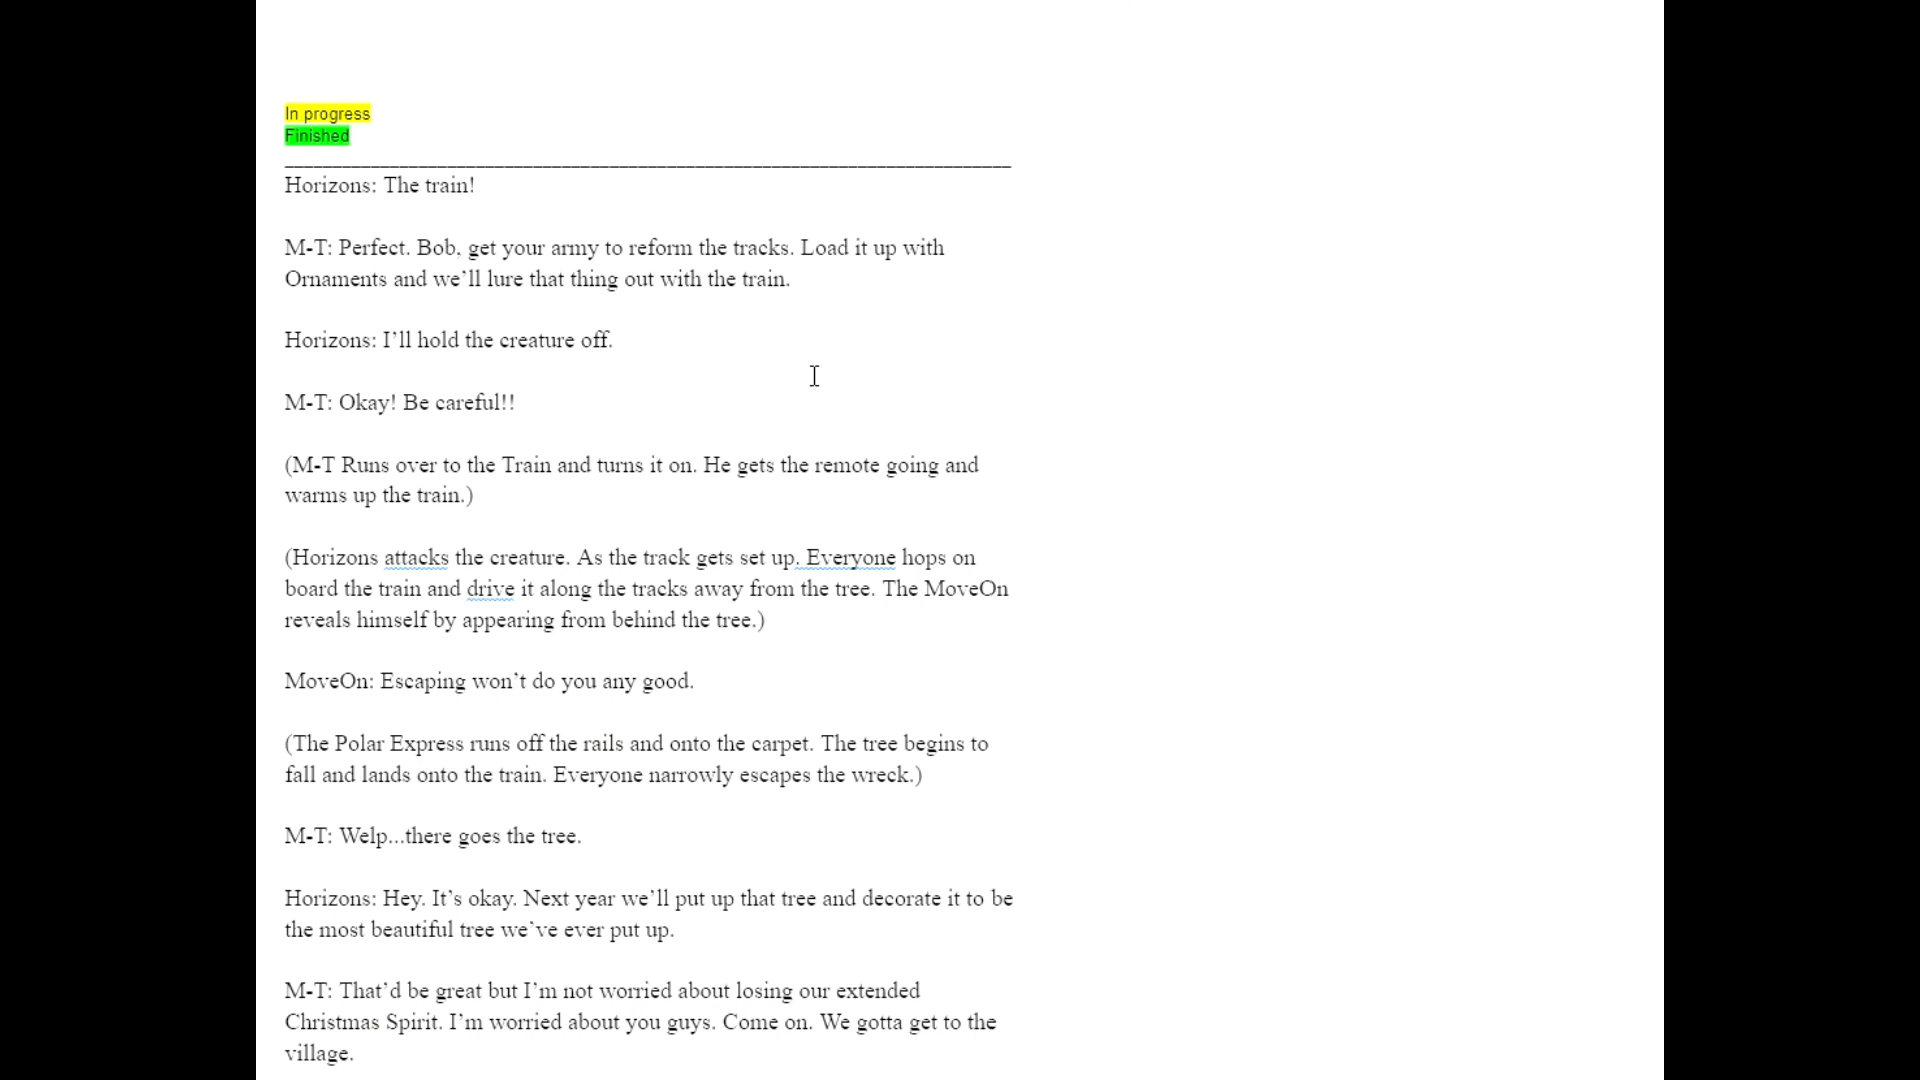 In progress
Finished
Horizons: The train!
M-T: Perfect. Bob, get your army to reform the tracks. Load it up with
Ornaments and we’ll lure that thing out with the train.
Horizons: I’ll hold the creature off.
M-T: Okay! Be careful!!
(M-T Runs over to the Train and turns it on. He gets the remote going and
warms up the train.)
(Horizons attacks the creature. As the track gets set up. Everyone hops on
board the train and drive it along the tracks away from the tree. The MoveOn
reveals himself by appearing from behind the tree.)
MoveOn: Escaping won’t do you any good.
(The Polar Express runs off the rails and onto the carpet. The tree begins to
fall and lands onto the train. Everyone narrowly escapes the wreck.)
M-T: Welp...there goes the tree.
Horizons: Hey. It’s okay. Next year we’ll put up that tree and decorate it to be
the most beautiful tree we’ve ever put up.
M-T: That’d be great but I’m not worried about losing our extended
Christmas Spirit. I’m worried about you guys. Come on. We gotta get to the
village.